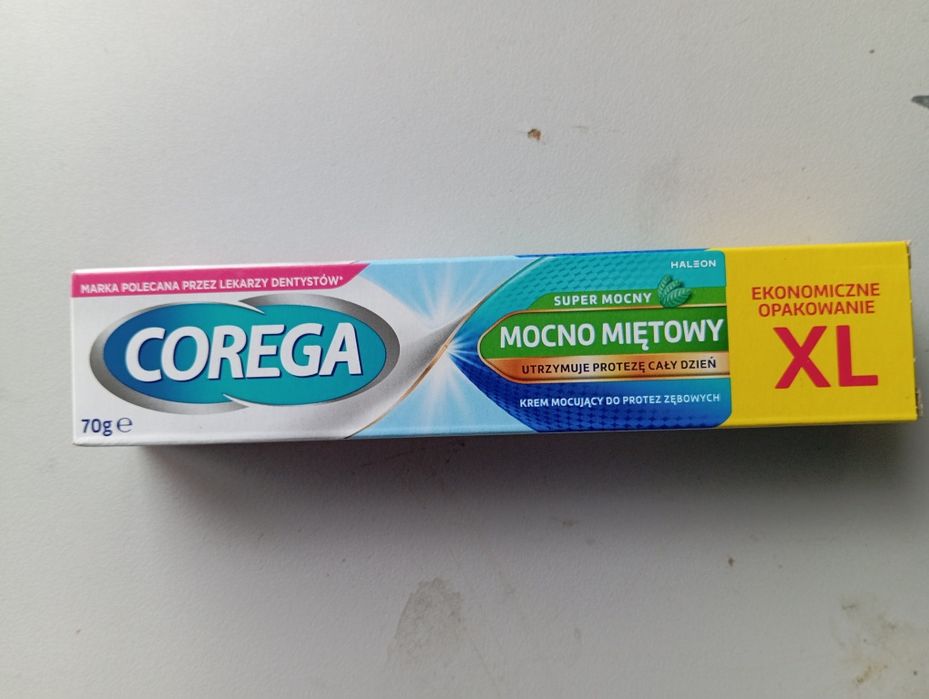 MARKA POLECANA PRZEZ LEKARZY DENTYSTÓW*
COREGA
70g e
HALEON
SUPER MOCNY
MOCNO MIĘTOWY
UTRZYMUJE PROTEZĘ CAŁY DZIEŃ
KREM MOCUJĄCY DO PROTEZ ZĘBOWYCH
EKONOMICZNE
OPAKOWANIE
XL